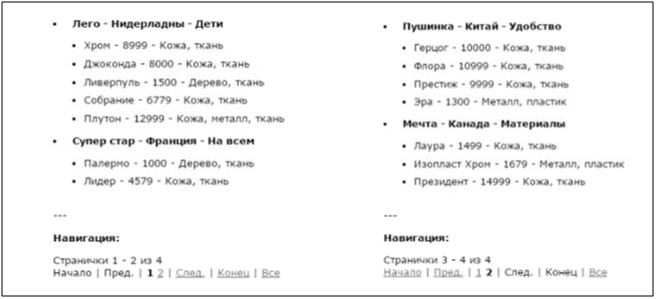 Лего - Нидерладны - Дети
Хром - 8999 - Кожа, ткань
Джоконда - 8000 - Кожа, ткань
Ливерпуль - 1500 - Дерево, ткань
Собрание - 6779 - Кожа, ткань
Плутон - 12999 - Кожа, металл, ткань
Супер стар - Франция - На всем
Палермо - 1000 - Дерево, ткань
Лидер - 4579 - Кожа, ткань
---
Навигация:
Странички 1 - 2 из 4
Начало | Пред. | 1 2 | След. | Конец | Все
Пушинка - Китай - Удобство
Герцог - 10000 - Кожа, ткань
Флора - 10999 - Кожа, ткань
Престиж - 9999 - Кожа, ткань
Эра - 1300 - Металл, пластик
Мечта - Канада - Материалы
Лаура - 1499 - Кожа, ткань
Изопласт Хром - 1679 - Металл, пластик
Президент - 14999 - Кожа, ткань
---
Навигация:
Странички 3 - 4 из 4
Начало | Пред. | 1 2 | След. | Конец | Все